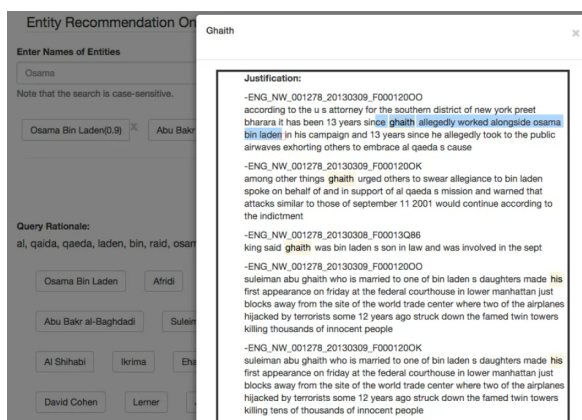 Entity Recommendation On
Enter Names of Entities
Osama
Note that the search is case-sensitive.
Osama Bin Laden(0.9) X Abu Bakr
Query Rationale:
al, qaida, qaeda, laden, bin, raid, osam
Osama Bin Laden Afridi
Abu Bakr al-Baghdadi Suleim
Al Shihabi Ikrima Eha
David Cohen Lerner
Ghaith ×
Justification:
-ENG_NW_001278_20130309_F00012OOO
according to the u s attorney for the southern district of new york preet
bharara it has been 13 years since ghaith allegedly worked alongside osama
bin laden in his campaign and 13 years since he allegedly took to the public
airwaves exhorting others to embrace al qaeda s cause
-ENG_NW_001278_20130309_F00012OOK
among other things ghaith urged others to swear allegiance to bin laden
spoke on behalf of and in support of al qaeda s mission and warned that
attacks similar to those of september 11 2001 would continue according to
the indictment
-ENG_NW_001278_20130308_F00013Q86
king said ghaith was bin laden s son in law and was involved in the sept
-ENG_NW_001278_20130309_F00012OOO
suleiman abu ghaith who is married to one of bin laden s daughters made his
first appearance on friday at the federal courthouse in lower manhattan just
blocks away from the site of the world trade center where two of the airplanes
hijacked by terrorists some 12 years ago struck down the famed twin towers
killing thousands of innocent people
-ENG_NW_001278_20130309_F00012OOK
suleiman abu ghaith who is married to one of bin laden s daughters made his
first appearance on friday at the federal courthouse in lower manhattan just
blocks away from the site of the world trade center where two of the airplanes
hijacked by terrorists some 12 years ago struck down the famed twin towers
killing tens of thousands of innocent people